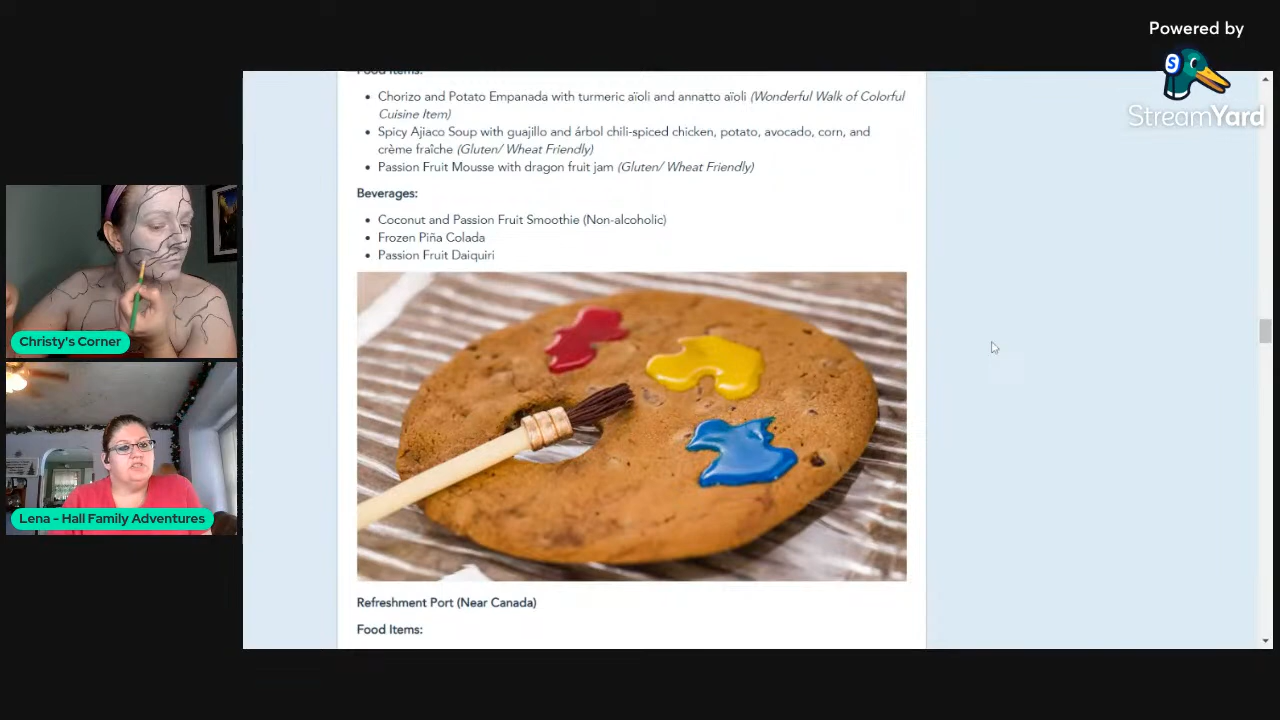 Powered by
S
StreamYard
Food Items:
• Chorizo and Potato Empanada with turmeric aïoli and annatto aïoli (Wonderful Walk of Colorful
Cuisine Item)
• Spicy Ajiaco Soup with guajillo and árbol chili-spiced chicken, potato, avocado, corn, and
crème fraîche (Gluten/ Wheat Friendly)
• Passion Fruit Mousse with dragon fruit jam (Gluten/ Wheat Friendly)
Beverages:
• Coconut and Passion Fruit Smoothie (Non-alcoholic)
• Frozen Piña Colada
• Passion Fruit Daiquiri
Refreshment Port (Near Canada)
Food Items:
Christy's Corner
Lena - Hall Family Adventures